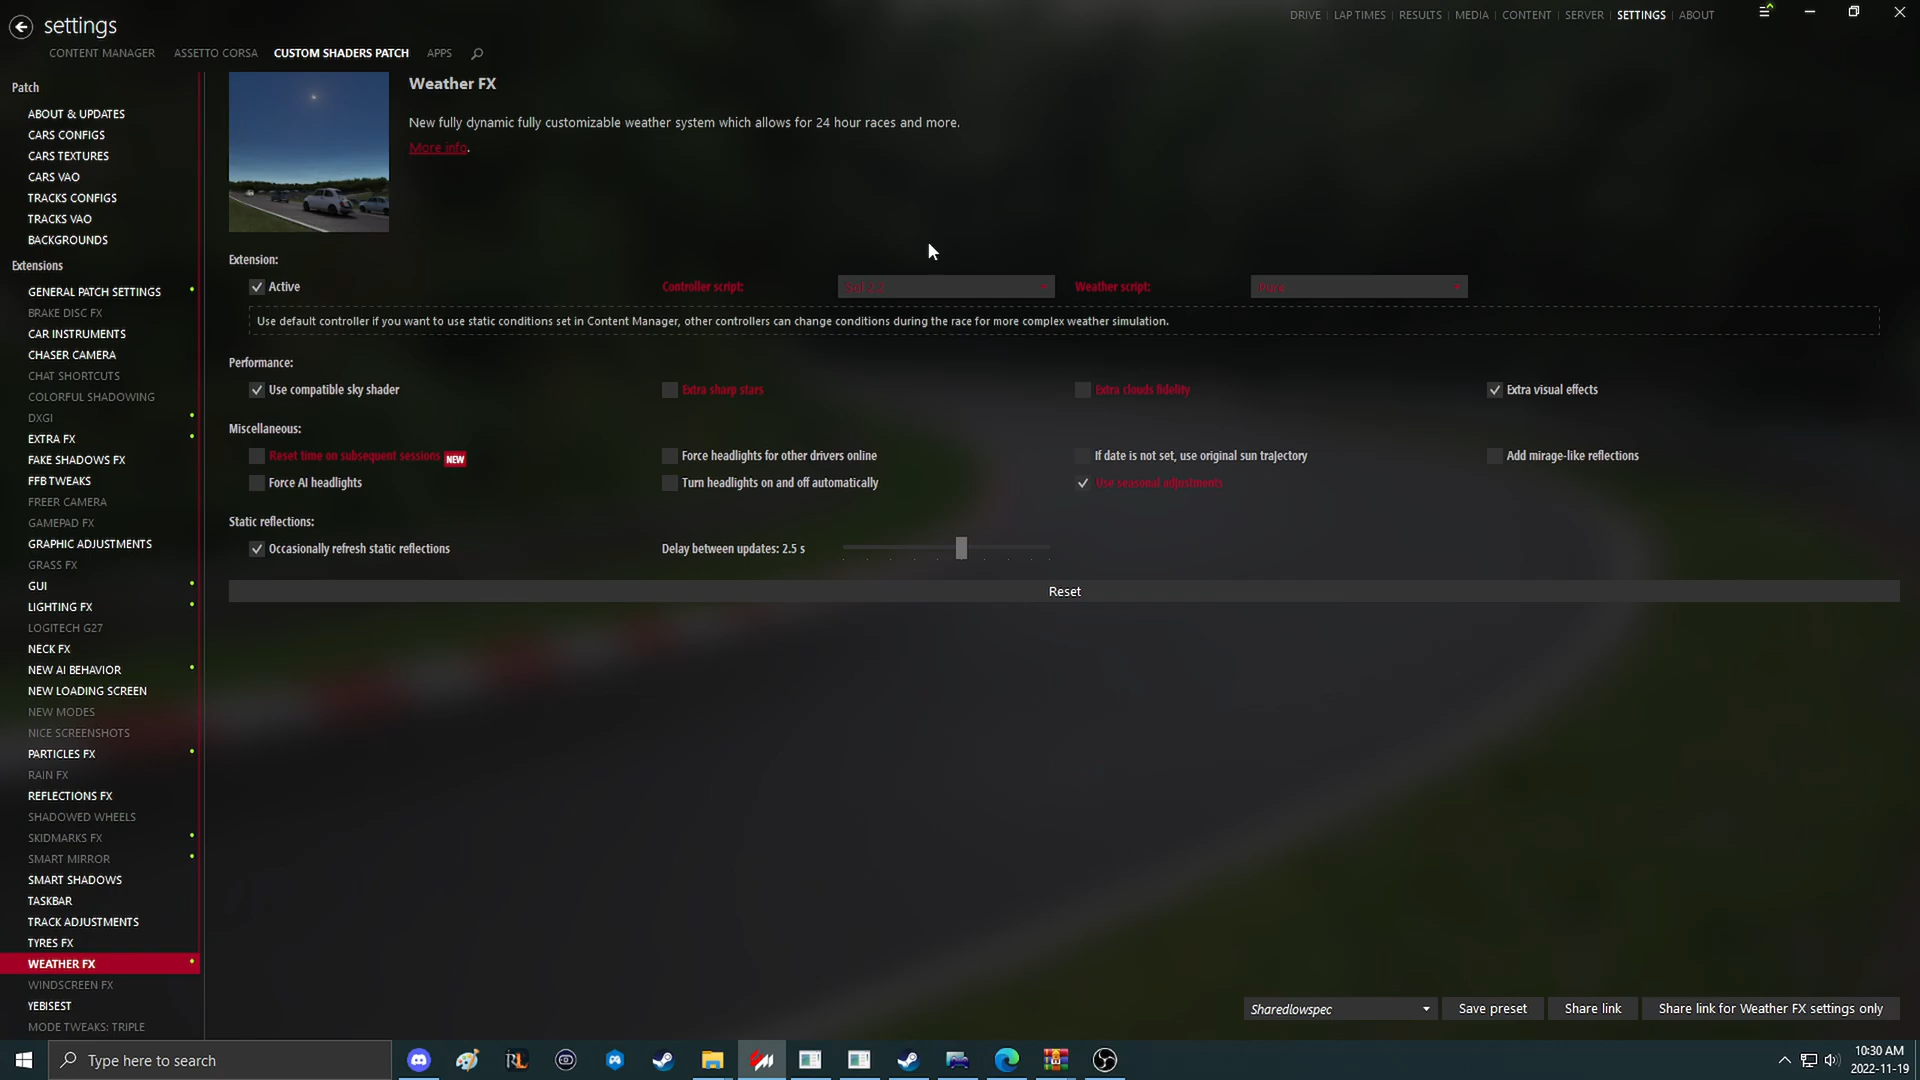 settings
DRIVE | LAP TIMES | RESULTS | MEDIA | CONTENT | SERVER | SETTINGS | ABOUT
CONTENT MANAGER ASSETTO CORSA CUSTOM SHADERS PATCH APPS
Patch
ABOUT & UPDATES
CARS CONFIGS
CARS TEXTURES
CARS VAO
TRACKS CONFIGS
TRACKS VAO
BACKGROUNDS
Extensions
GENERAL PATCH SETTINGS
BRAKE DISC FX
CAR INSTRUMENTS
CHASER CAMERA
CHAT SHORTCUTS
COLORFUL SHADOWING
DXGI
EXTRA FX
FAKE SHADOWS FX
FFB TWEAKS
FREER CAMERA
GAMEPAD FX
GRAPHIC ADJUSTMENTS
GRASS FX
GUI
LIGHTING FX
LOGITECH G27
NECK FX
NEW AI BEHAVIOR
NEW LOADING SCREEN
NEW MODES
NICE SCREENSHOTS
PARTICLES FX
RAIN FX
REFLECTIONS FX
SHADOWED WHEELS
SKIDMARKS FX
SMART MIRROR
SMART SHADOWS
TASKBAR
TRACK ADJUSTMENTS
TYRES FX
WEATHER FX
WINDSCREEN FX
YEBISEST
MODE TWEAKS: TRIPLE
Weather FX
New fully dynamic fully customizable weather system which allows for 24 hour races and more.
More info.
Extension:
Active Controller script: Sol 2.2 Weather script: Pure
Use default controller if you want to use static conditions set in Content Manager, other controllers can change conditions during the race for more complex weather simulation.
Performance:
Use compatible sky shader Extra sharp stars Extra clouds fidelity Extra visual effects
Miscellaneous:
Reset time on subsequent sessions NEW Force headlights for other drivers online If date is not set, use original sun trajectory Add mirage-like reflections
Force AI headlights Turn headlights on and off automatically Use seasonal adjustments
Static reflections:
Occasionally refresh static reflections Delay between updates: 2.5 s
Reset
Sharedlowspec Save preset Share link Share link for Weather FX settings only
Type here to search
10:30 AM
2022-11-19